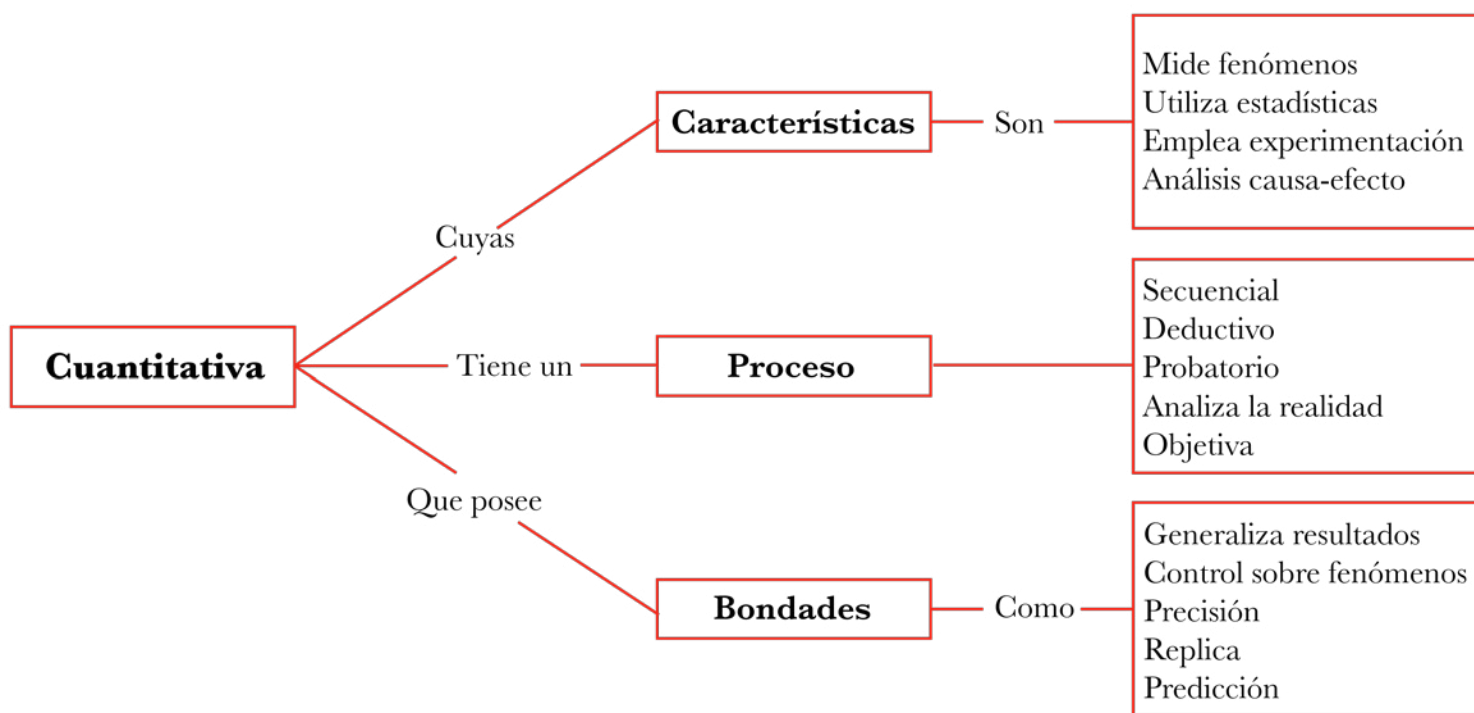 Cuantitativa
Cuyas
Características
Son
Mide fenómenos
Utiliza estadísticas
Emplea experimentación
Análisis causa-efecto
Tiene un
Proceso
Secuencial
Deductivo
Probatorio
Analiza la realidad
Objetiva
Que posee
Bondades
Como
Generaliza resultados
Control sobre fenómenos
Precisión
Replica
Predicción